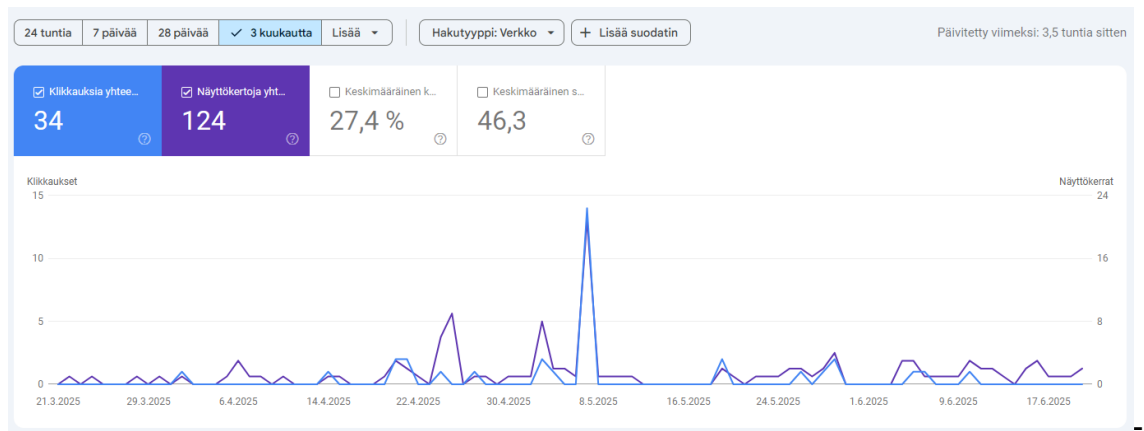 24 tuntia 7 päivää 28 päivää 3 kuukautta Lisää Hakutyyppi: Verkko + Lisää suodatin Päivitetty viimeksi: 3,5 tuntia sitten
Klikkauksia yhtee... Näyttökertoja yht... Keskimääräinen k... Keskimääräinen s...
34 124 27,4 % 46,3
Klikkaukset Näyttökerrat
15 24
10 16
5 8
0 0
21.3.2025 29.3.2025 6.4.2025 14.4.2025 22.4.2025 30.4.2025 8.5.2025 16.5.2025 24.5.2025 1.6.2025 9.6.2025 17.6.2025